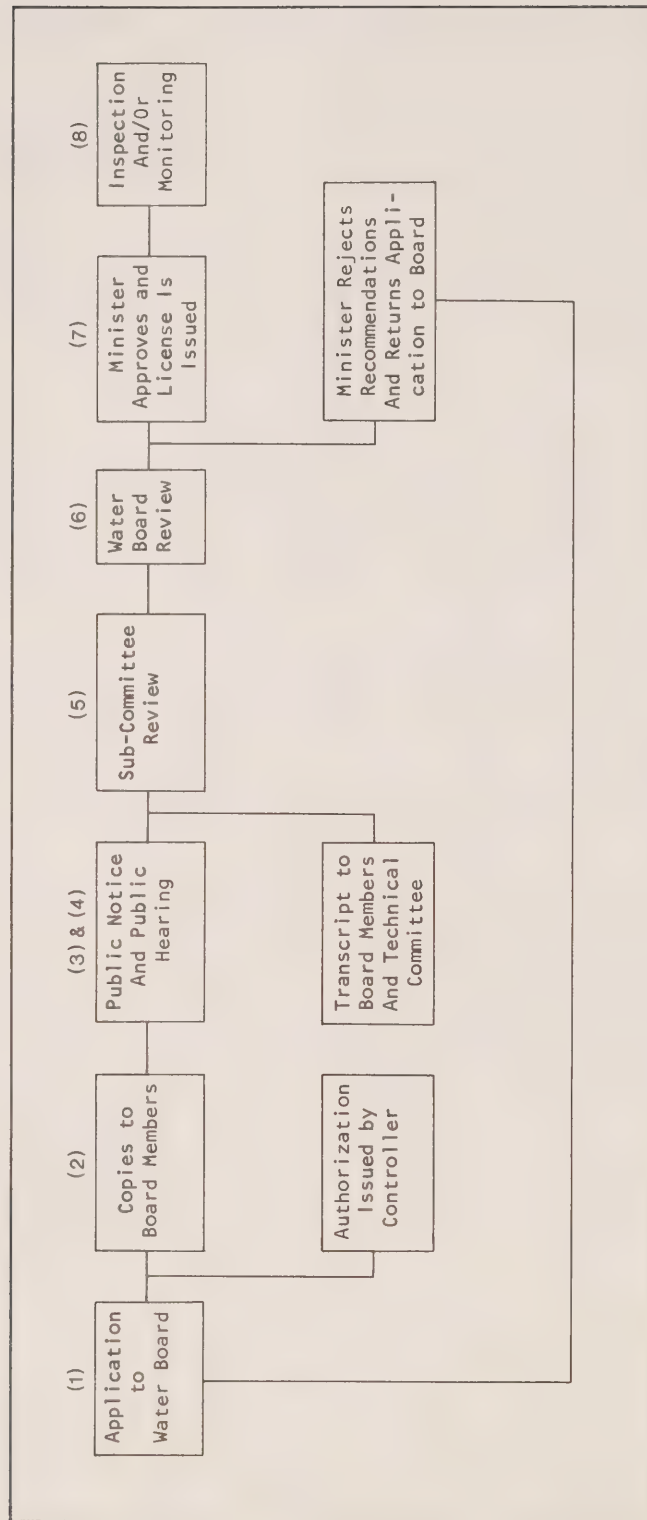 (1)
Application
to
Water Board
(2)
Copies to
Board Members
Authorization
Issued by
Controller
(3) & (4)
Public Notice
And Public
Hearing
Transcript to
Board Members
And Technical
Committee
(5)
Sub-Committee
Review
(6)
Water
Board
Review
(7)
Minister
Approves and
License Is
Issued
Minister Rejects
Recommendations
And Returns Appli-
cation to Board
(8)
Inspection
And/Or
Monitoring